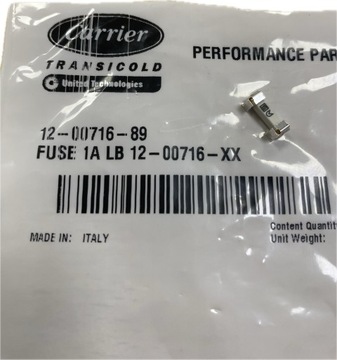 Carrier
TRANSICOLD
United Technologies
PERFORMANCE PAR
12-00716-89
FUSE 1A LB 12-00716-XX
MADE IN: ITALY
Content Quantit
Unit Weight: